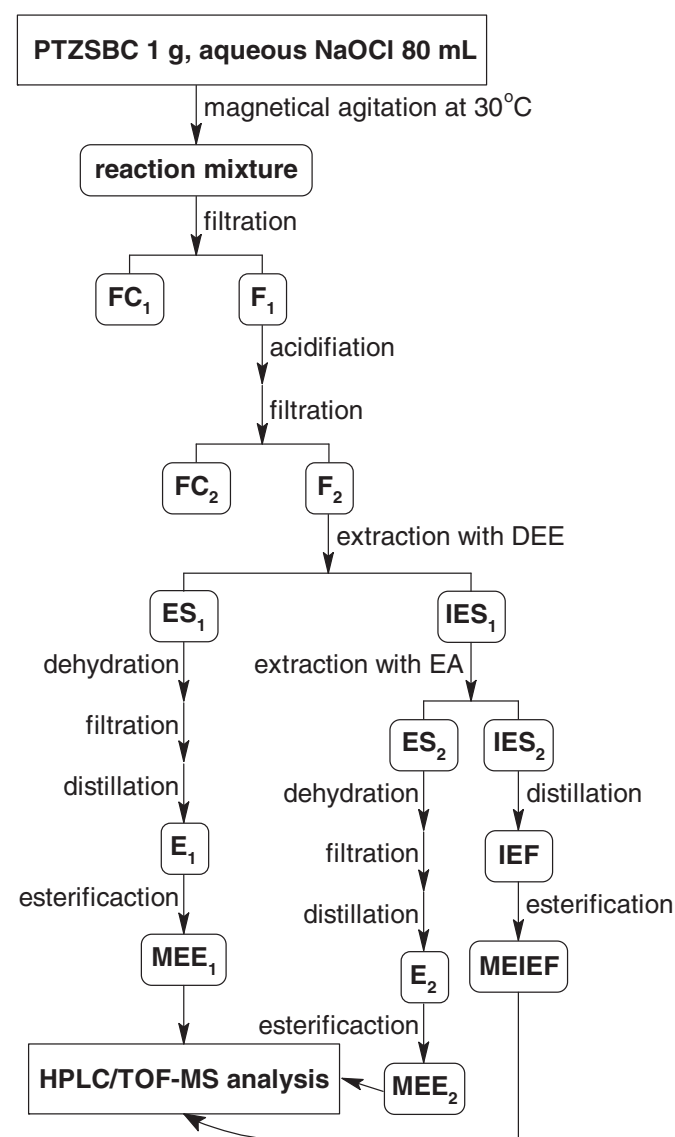 PTZSBC 1 g, aqueous NaOCl 80 mL
magnetical agitation at 30°C
reaction mixture
filtration
FC₁
F₁
acidifiation
filtration
FC₂
F₂
extraction with DEE
ES₁
IES₁
dehydration
extraction with EA
filtration
ES₂
IES₂
distillation
dehydration
distillation
E₁
filtration
IEF
esterificaction
distillation
esterification
MEE₁
E₂
MEIEF
esterificaction
HPLC/TOF-MS analysis
MEE₂